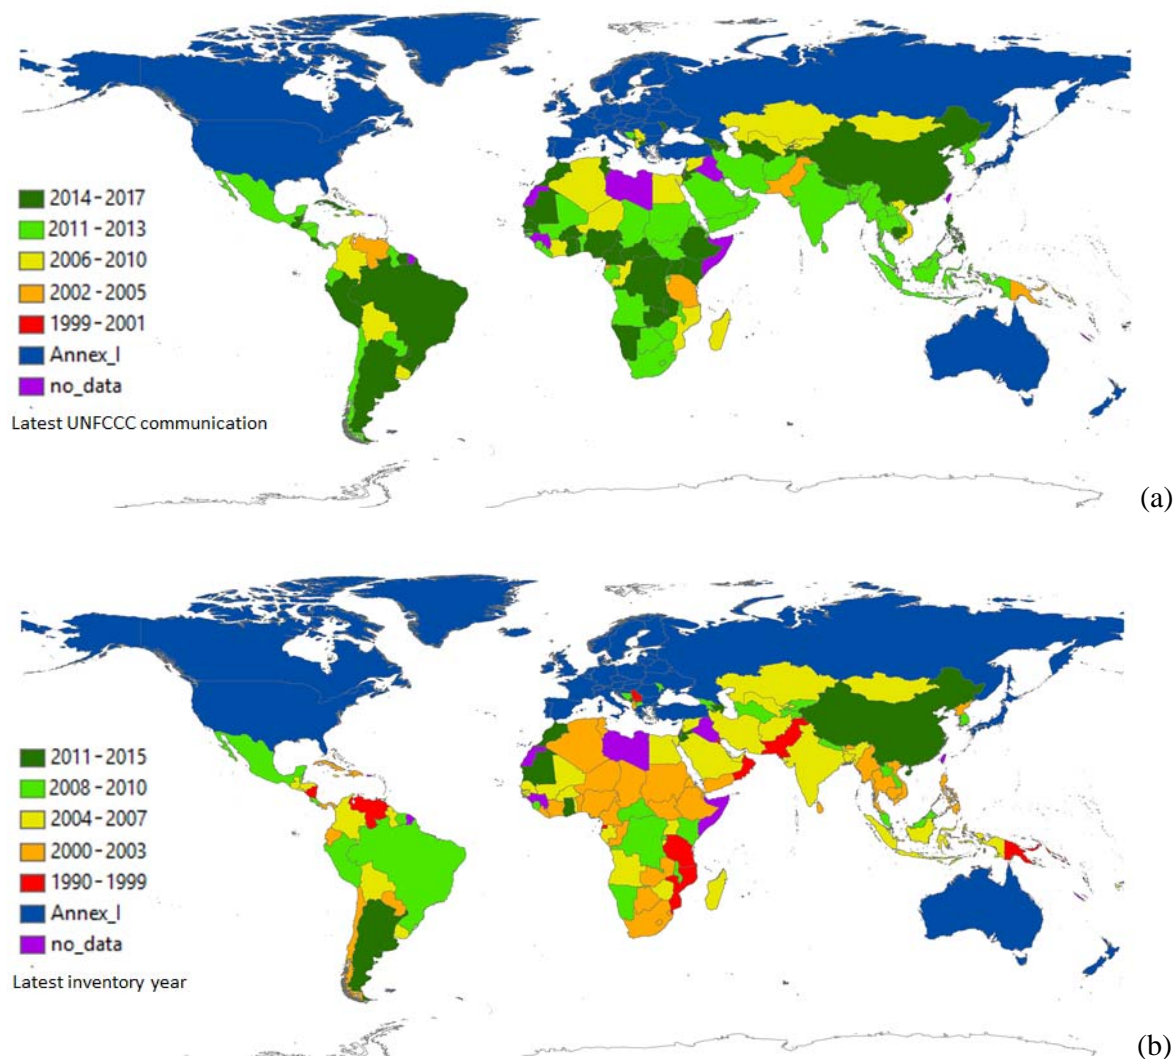 2014-2017
2011-2013
2006-2010
2002-2005
1999-2001
Annex_I
no_data
Latest UNFCCC communication
(a)
2011-2015
2008-2010
2004-2007
2000-2003
1990-1999
Annex_I
no_data
Latest inventory year
(b)